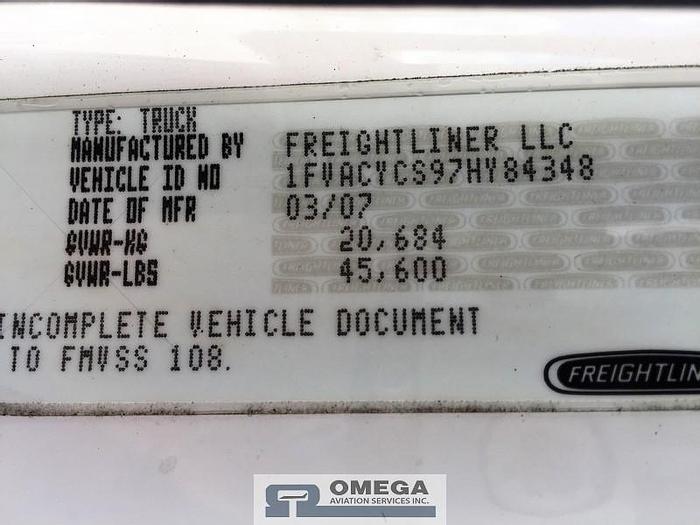 TYPE: TRUCK
MANUFACTURED BY FREIGHTLINER LLC
VEHICLE ID NO 1FVACYCS97HY84348
DATE OF MFR 03/07
GVWR-KG 20,684
GVWR-LBS 45,600
INCOMPLETE VEHICLE DOCUMENT
TO FMVSS 108.
FREIGHTLIN
OMEGA
AVIATION SERVICES INC.